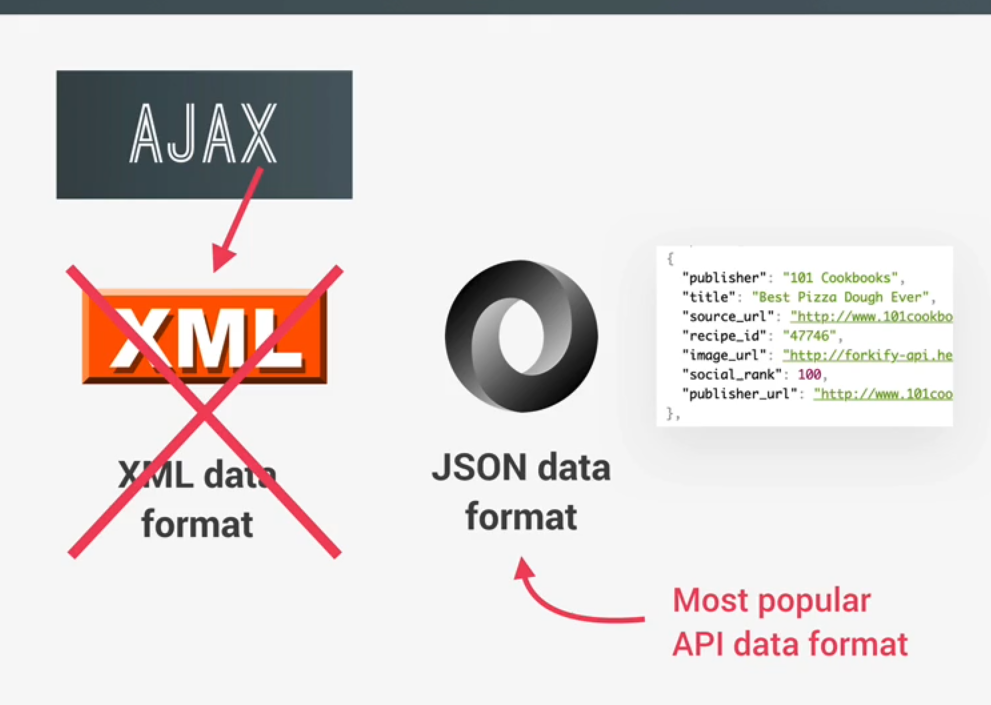 AJAX
XML
XML data
format
JSON data
format
{
"publisher": "101 Cookbooks",
"title": "Best Pizza Dough Ever",
"source_url": "http://www.101cookbo
"recipe_id": "47746",
"image_url": "http://forkify-api.he
"social_rank": 100,
"publisher_url": "http://www.101coo
},
Most popular
API data format